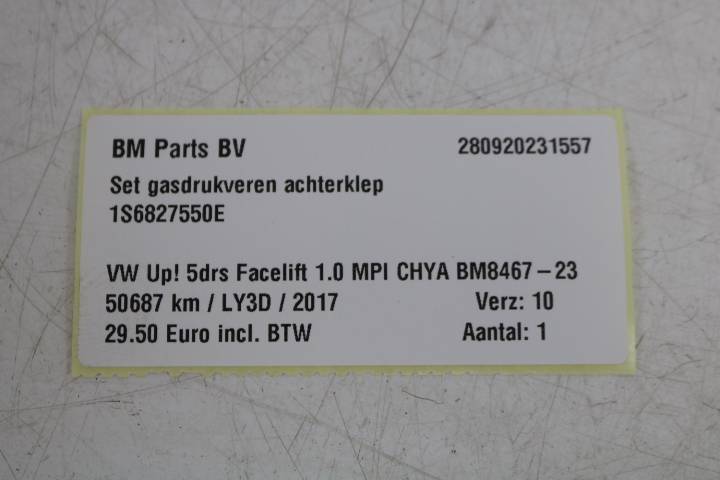 BM Parts BV 280920231557
Set gasdrukveren achterklep
1S6827550E
VW Up! 5drs Facelift 1.0 MPI CHYA BM8467-23
50687 km / LY3D / 2017 Verz: 10
29.50 Euro incl. BTW Aantal: 1